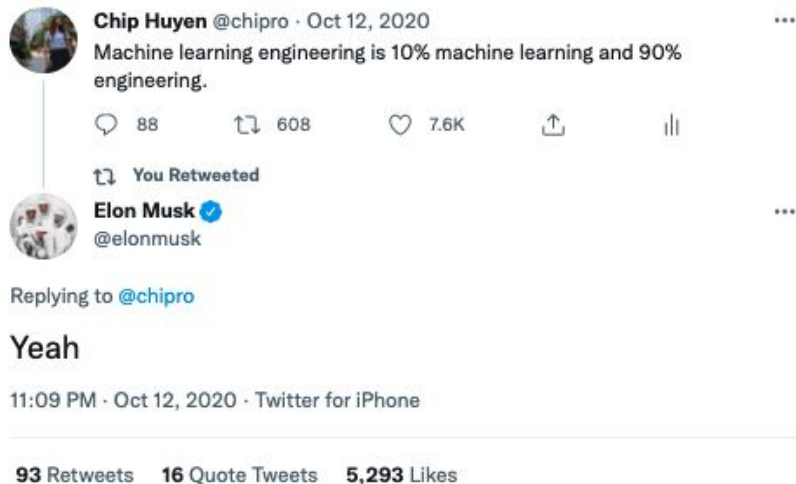 Chip Huyen @chipro · Oct 12, 2020
Machine learning engineering is 10% machine learning and 90%
engineering.
88 608 7.6K
You Retweeted
Elon Musk
@elonmusk
Replying to @chipro
Yeah
11:09 PM · Oct 12, 2020 · Twitter for iPhone
93 Retweets 16 Quote Tweets 5,293 Likes